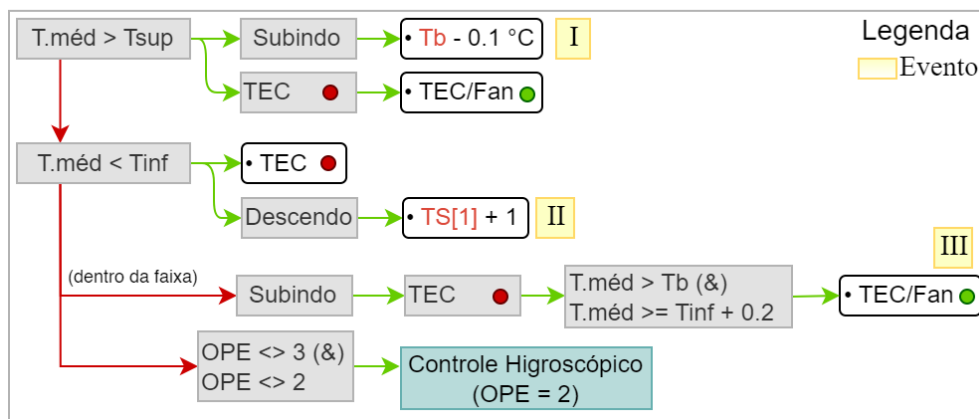 T.méd > Tsup
Subindo
• Tb - 0.1 °C
I
Legenda
Evento
TEC
• TEC/Fan
T.méd < Tinf
• TEC
Descendo
• TS[1] + 1
II
III
(dentro da faixa)
Subindo
TEC
T.méd > Tb (&)
T.méd >= Tinf + 0.2
• TEC/Fan
OPE <> 3 (&)
OPE <> 2
Controle Higroscópico
(OPE = 2)